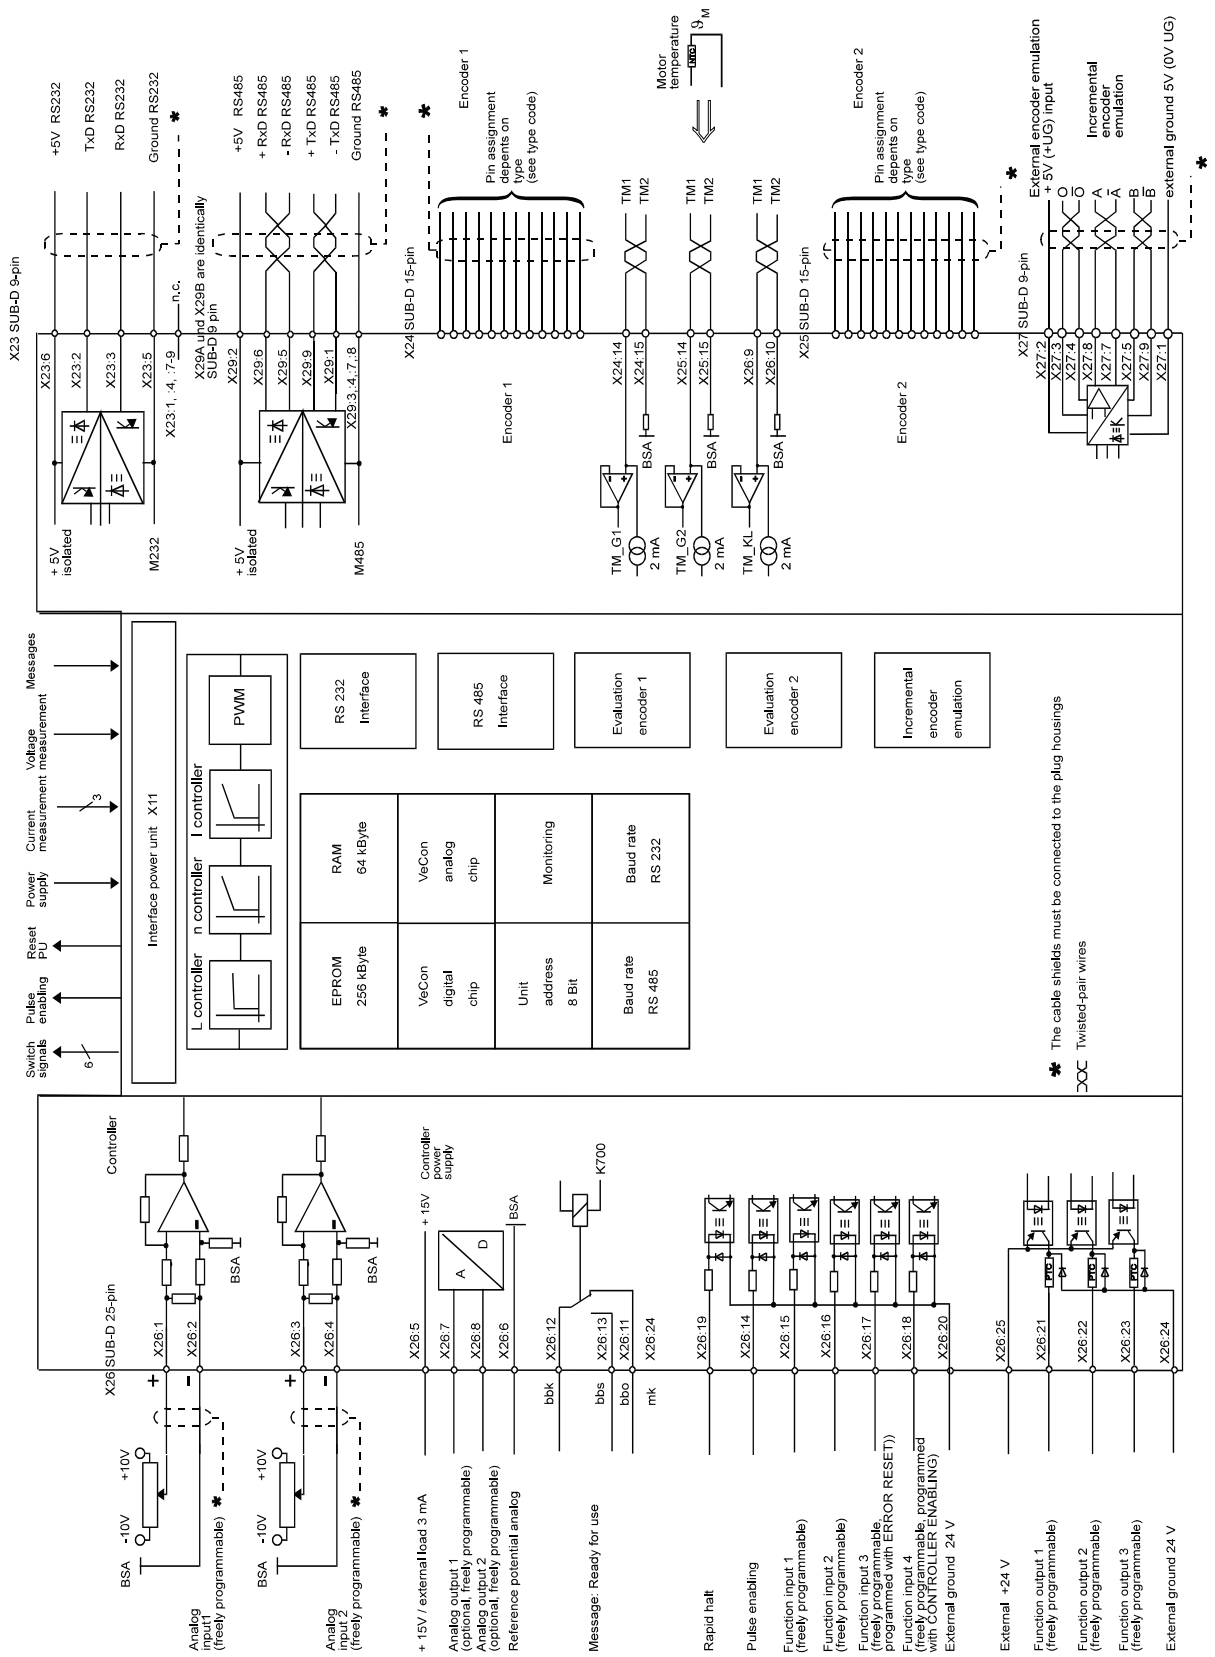 Analog
input1
(freely programmable)
BSA
-10V
+10V
Analog
input 2
(freely programmable)
BSA
-10V
+10V
+ 15V / external load 3 mA
Analog output 1
(optional, freely programmable)
Analog output 2
(optional, freely programmable)
Reference potential analog
Message: Ready for use
Rapid halt
Pulse enabling
Function input 1
(freely programmable)
Function input 2
(freely programmable)
Function input 3
(freely programmable,
programmed with ERROR RESET))
Function input 4
(freely programmable, programmed
with CONTROLLER ENABLING)
External ground 24 V
External +24 V
Function output 1
(freely programmable)
Function output 2
(freely programmable)
Function output 3
(freely programmable)
External ground 24 V
X26 SUB-D 25-pin
+
-
+
-
bbk
bbs
bbo
mk
X26:1
X26:2
X26:3
X26:4
X26:5
X26:7
X26:8
X26:6
X26:12
X26:13
X26:11
X26:24
X26:19
X26:14
X26:15
X26:16
X26:17
X26:18
X26:20
X26:25
X26:21
X26:22
X26:23
X26:24
BSA
BSA
Controller
+ 15V
Controller
power
supply
A
D
BSA
K700
PTC
PTC
PTC
Switch
signals
6
Pulse
enabling
Reset
PU
Power
supply
Current
measurement
3
Voltage
measurement
Messages
Interface power unit X11
L controller
n controller
I controller
PWM
EPROM
256 kByte
RAM
64 kByte
VeCon
digital
chip
VeCon
analog
chip
Unit
address
8 Bit
Monitoring
Baud rate
RS 485
Baud rate
RS 232
RS 232
Interface
RS 485
Interface
Evaluation
encoder 1
Evaluation
encoder 2
Incremental
encoder
emulation
* The cable shields must be connected to the plug housings
Twisted-pair wires
+ 5V
isolated
M232
+ 5V
isolated
M485
TM_G1
2 mA
TM_G2
2 mA
TM_KL
2 mA
BSA
BSA
BSA
Encoder 1
Encoder 2
X23:6
X23:2
X23:3
X23:5
X23:1, :4, :7-9
n.c.
X29:2
X29:6
X29:5
X29:9
X29:1
X29:3,:4,:7,:8
X24:14
X24:15
X25:14
X25:15
X26:9
X26:10
X27:2
X27:3
X27:4
X27:8
X27:7
X27:5
X27:9
X27:1
X23 SUB-D 9-pin
X29A and X29B are identically
SUB-D 9 pin
X24 SUB-D 15-pin
X25 SUB-D 15-pin
X27 SUB-D 9-pin
+5V RS232
TxD RS232
RxD RS232
Ground RS232
*
+5V RS485
+ RxD RS485
- RxD RS485
+ TxD RS485
- TxD RS485
Ground RS485
*
*
Encoder 1
Pin assignment
depents on
type
(see type code)
TM1
TM2
TM1
TM2
TM1
TM2
Motor
temperature
NTC
ϑM
Encoder 2
Pin assignment
depents on
type
(see type code)
*
External encoder emulation
+ 5V (+UG) input
O
O̅
A
A̅
B
B̅
Incremental
encoder
emulation
external ground 5V (0V UG)
*